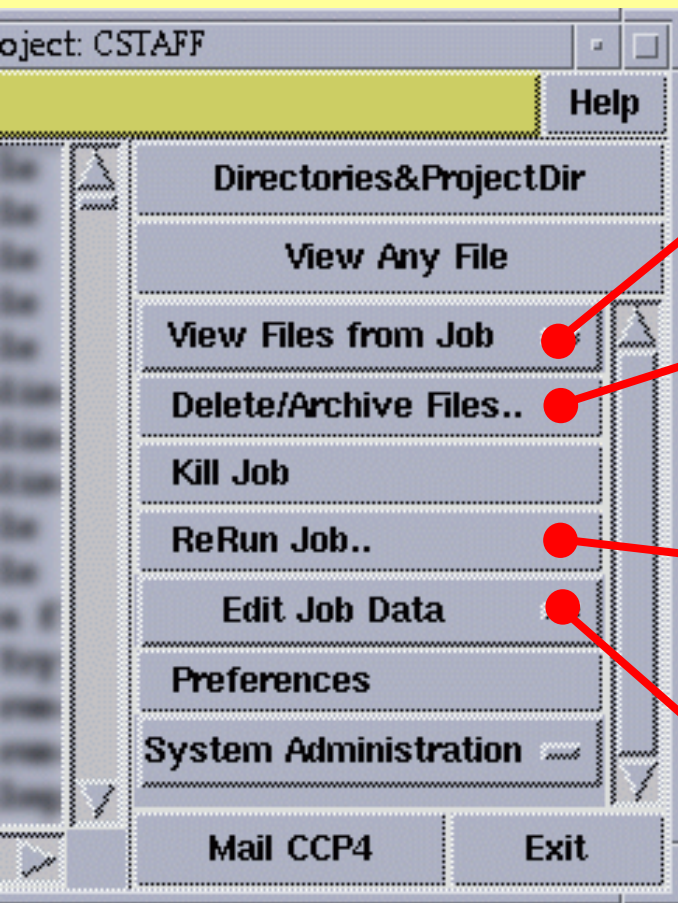 oject: CSTAFF
Help
Directories&ProjectDir
View Any File
View Files from Job
Delete/Archive Files..
Kill Job
ReRun Job..
Edit Job Data
Preferences
System Administration
Mail CCP4
Exit